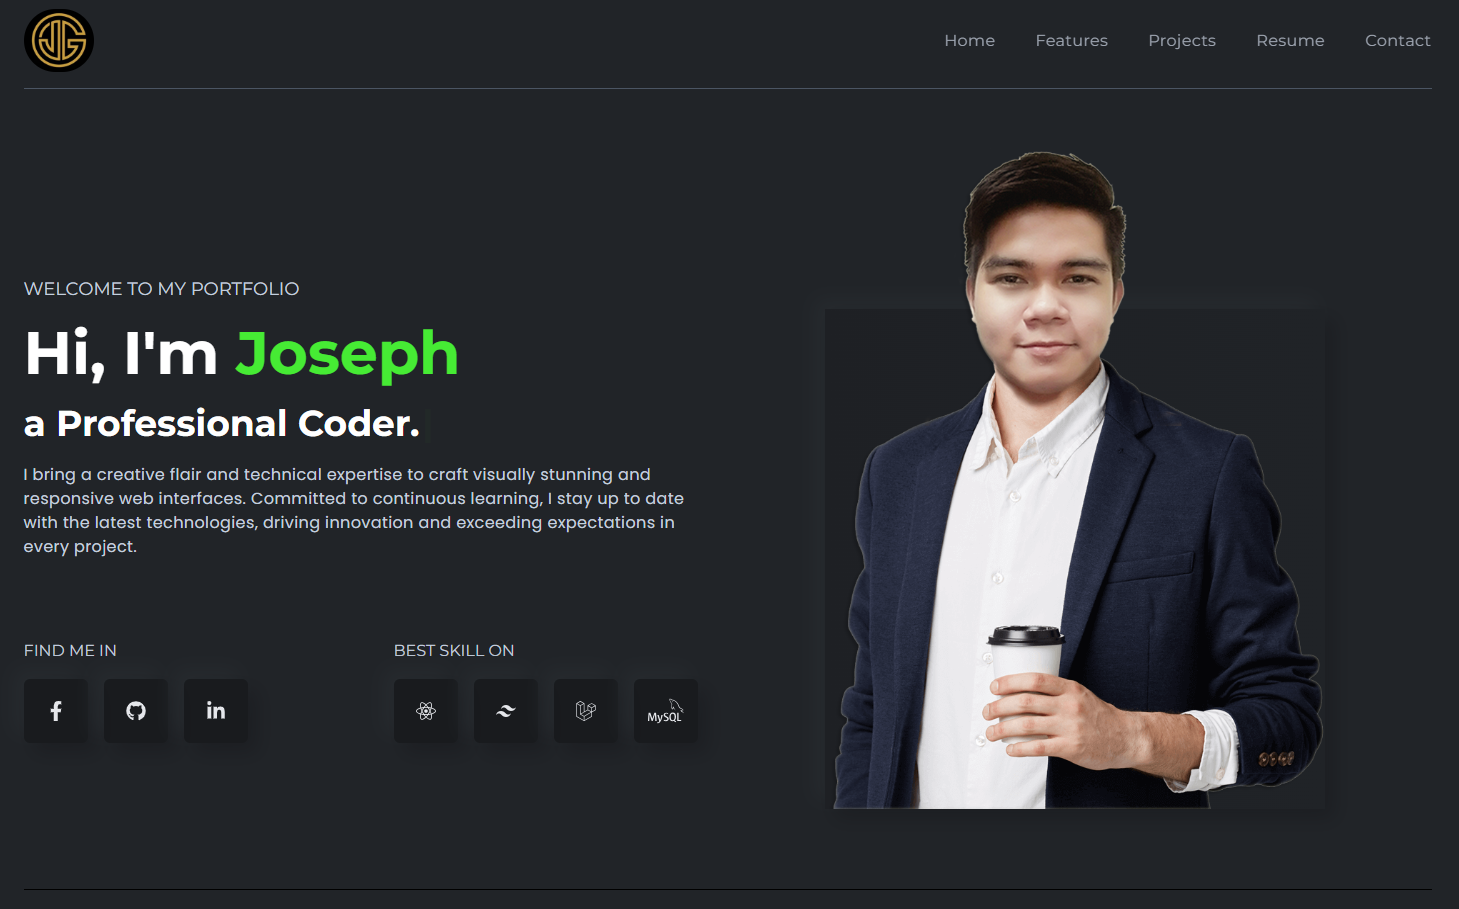 JG
Home Features Projects Resume Contact
WELCOME TO MY PORTFOLIO
Hi, I'm Joseph
a Professional Coder.
I bring a creative flair and technical expertise to craft visually stunning and
responsive web interfaces. Committed to continuous learning, I stay up to date
with the latest technologies, driving innovation and exceeding expectations in
every project.
FIND ME IN
BEST SKILL ON
MySQL